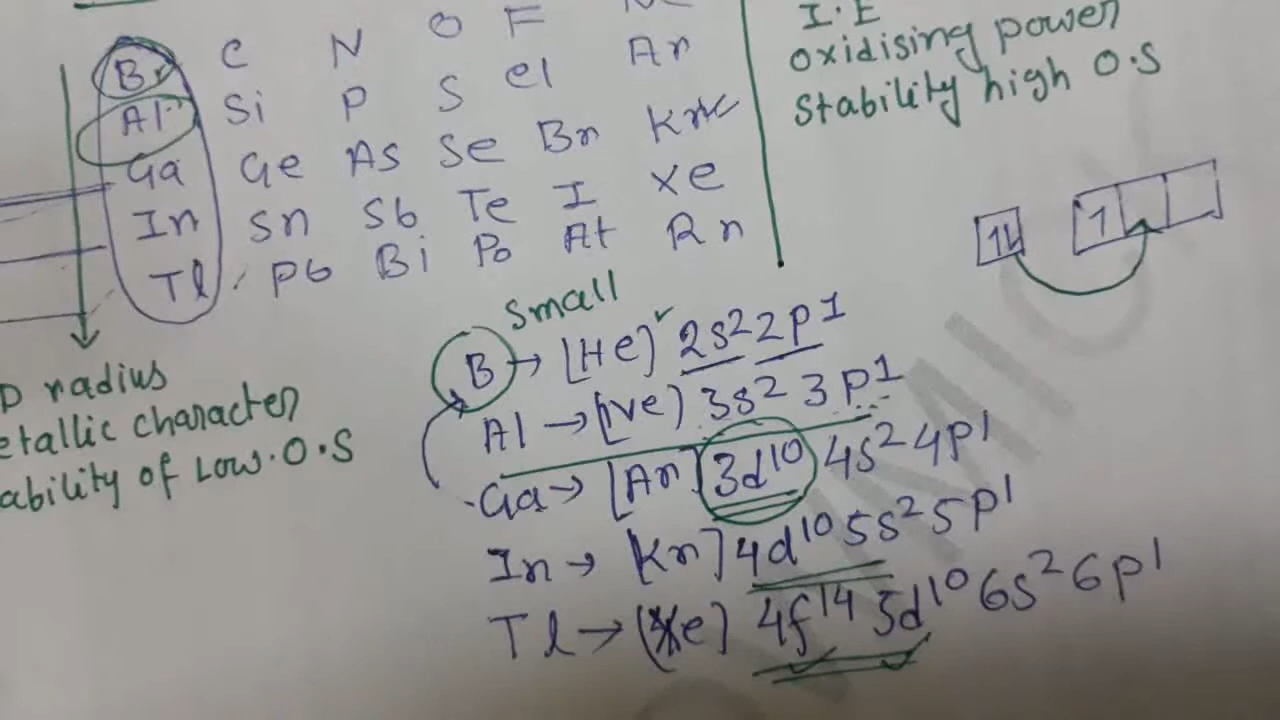 B C N O F
Al Si P S Cl Ar
Ga Ge As Se Br Kr
In Sn Sb Te I Xe
Tl Pb Bi Po At Rn
I.E
oxidising power
Stability high O.S
1
radius
etallic character
ability of Low.O.S
Small
B → [He] 2s² 2p¹
Al → [Ne] 3s² 3p¹
Ga → [Ar] 3d¹⁰ 4s² 4p¹
In → [Kr] 4d¹⁰ 5s² 5p¹
Tl → [Xe] 4f¹⁴ 5d¹⁰ 6s² 6p¹